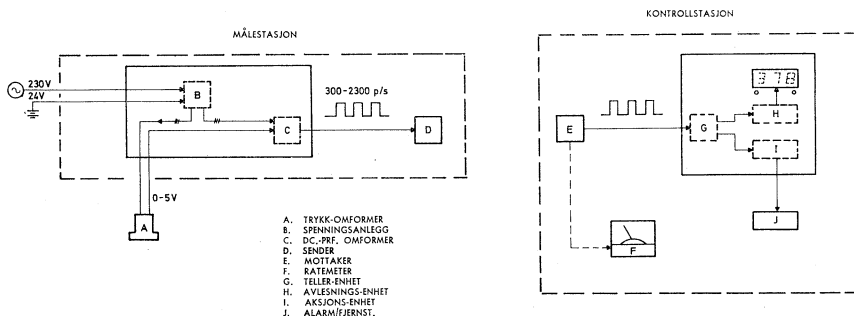 MÅLESTASJON
KONTROLLSTASJON
230V
24V
B
300-2300 p/s
C
D
0-5V
A
E
G
378
H
I
J
F
A. TRYKK-OMFORMER
B. SPENNINGSANLEGG
C. DC.-PRF. OMFORMER
D. SENDER
E. MOTTAKER
F. RATEMETER
G. TELLER-ENHET
H. AVLESNINGS-ENHET
I. AKSJONS-ENHET
J. ALARM/FJERNST.